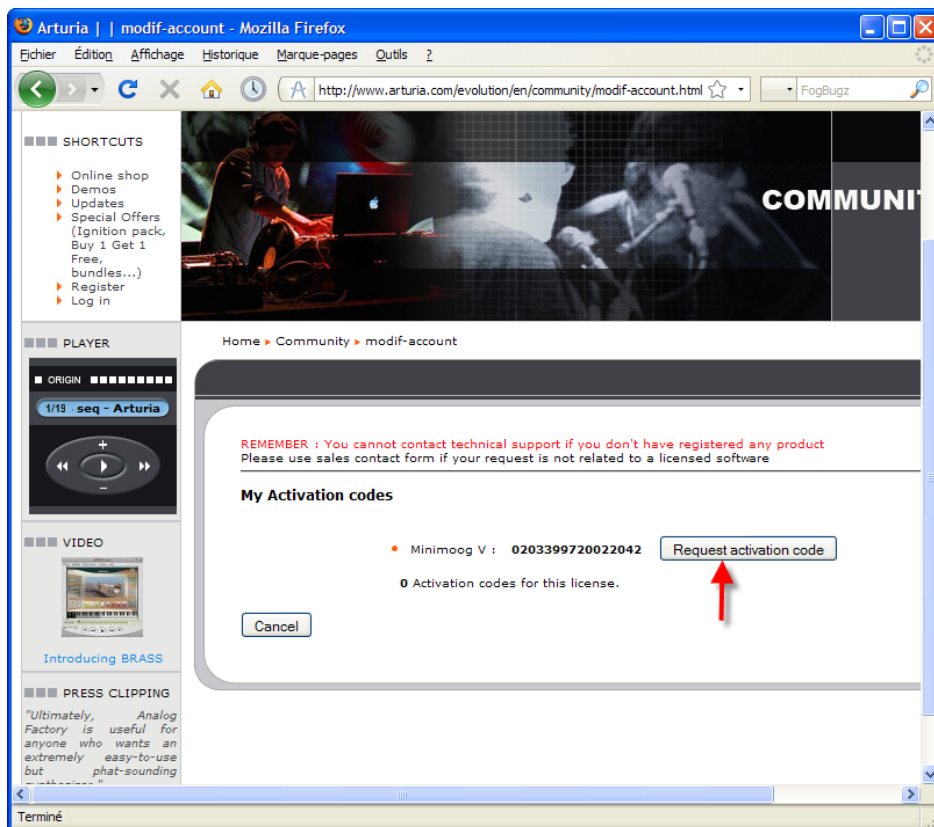 Arturia | | modif-account - Mozilla Firefox
Fichier Édition Affichage Historique Marque-pages Outils ?
http://www.arturia.com/evolution/en/community/modif-account.html
FogBugz
SHORTCUTS
Online shop
Demos
Updates
Special Offers
(Ignition pack,
Buy 1 Get 1
Free,
bundles...)
Register
Log in
COMMUNI
PLAYER
ORIGIN
1/19 seq - Arturia
Home Community modif-account
REMEMBER : You cannot contact technical support if you don't have registered any product
Please use sales contact form if your request is not related to a licensed software
My Activation codes
Minimoog V : 0203399720022042 Request activation code
0 Activation codes for this license.
Cancel
VIDEO
Introducing BRASS
PRESS CLIPPING
"Ultimately, Analog
Factory is useful for
anyone who wants an
extremely easy-to-use
but phat-sounding
Terminé